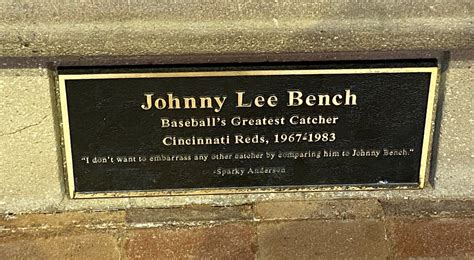 Johnny Lee Bench
Baseball's Greatest Catcher
Cincinnati Reds, 1967-1983
"I don't want to embarrass any other catcher by comparing him to Johnny Bench."
-Sparky Anderson